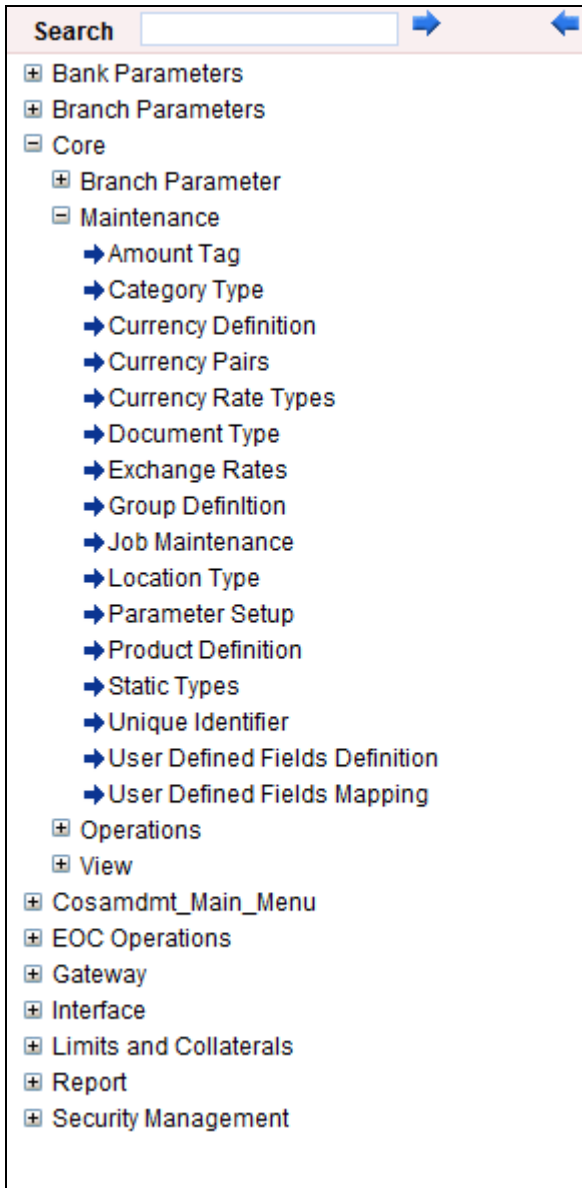 Search
Bank Parameters
Branch Parameters
Core
Branch Parameter
Maintenance
Amount Tag
Category Type
Currency Definition
Currency Pairs
Currency Rate Types
Document Type
Exchange Rates
Group DefinItion
Job Maintenance
Location Type
Parameter Setup
Product Definition
Static Types
Unique Identifier
User Defined Fields Definition
User Defined Fields Mapping
Operations
View
Cosamdmt_Main_Menu
EOC Operations
Gateway
Interface
Limits and Collaterals
Report
Security Management